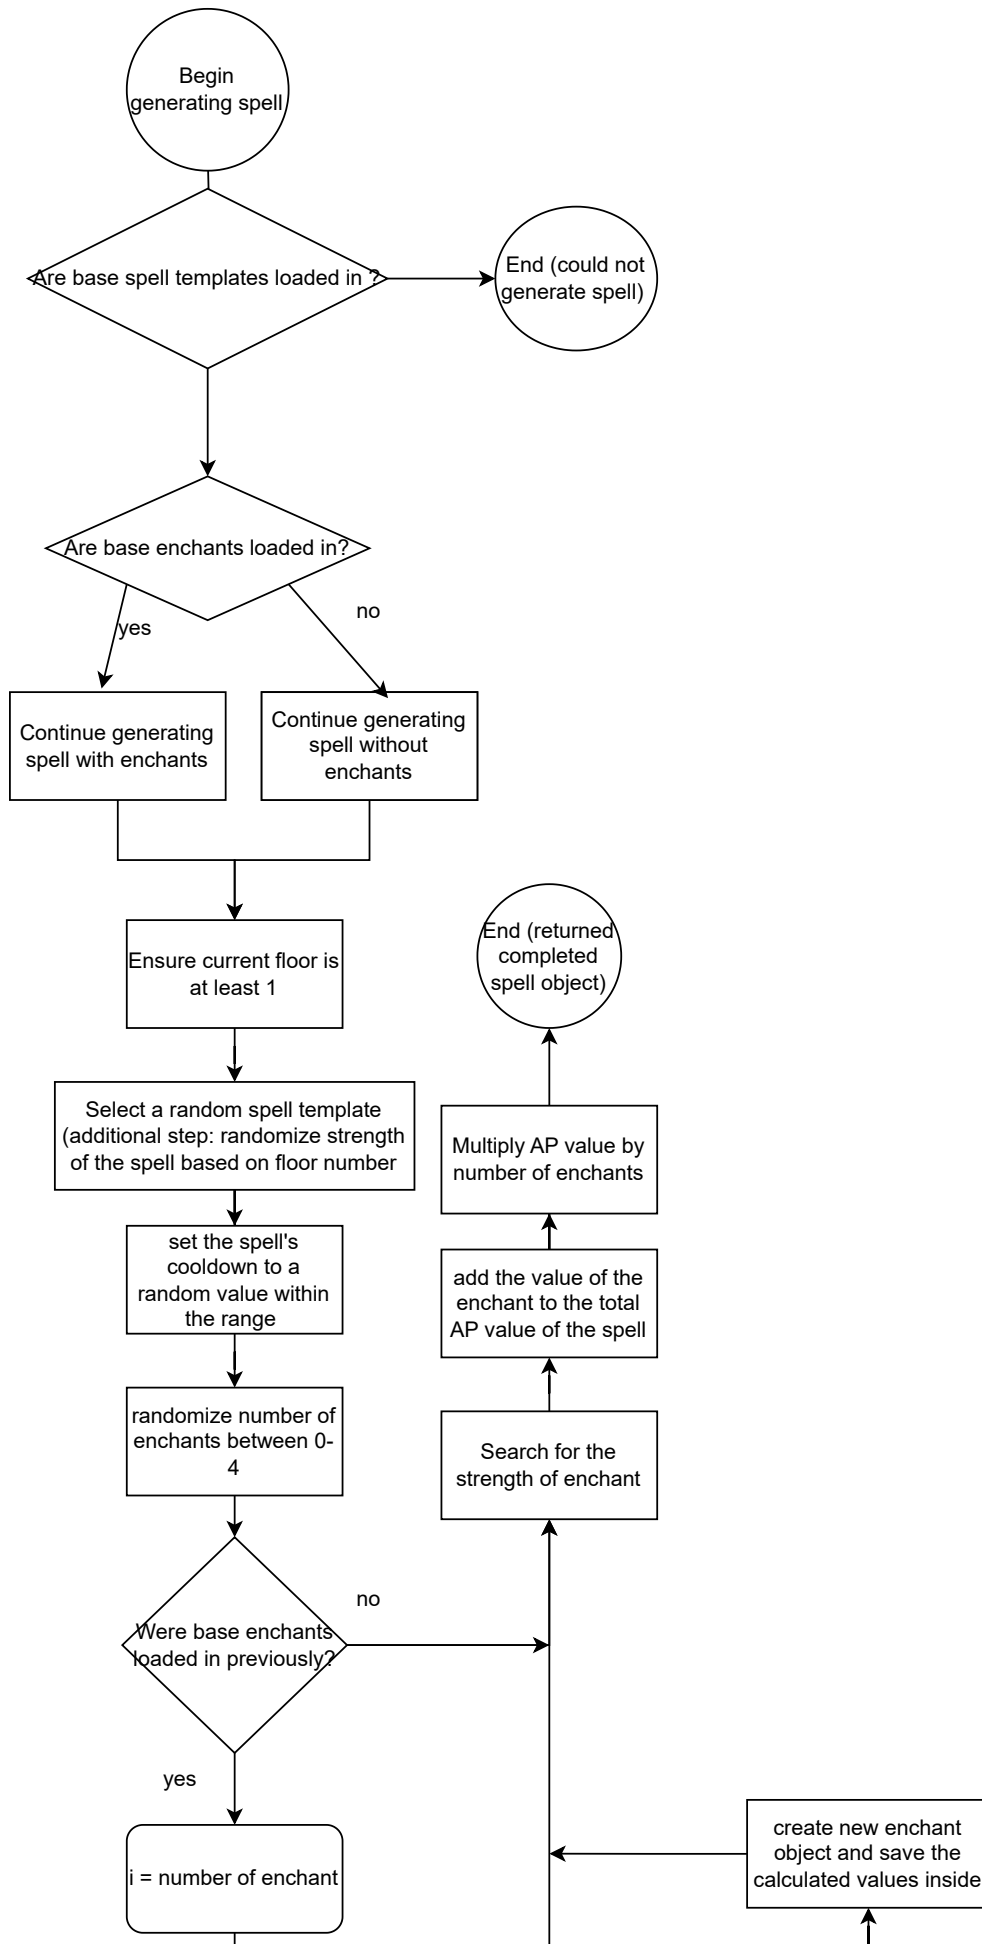 Begin
generating spell
Are base spell templates loaded in ?
End (could not
generate spell)
Are base enchants loaded in?
yes
no
Continue generating
spell with enchants
Continue generating
spell without
enchants
Ensure current floor is
at least 1
End (returned
completed
spell object)
Select a random spell template
(additional step: randomize strength
of the spell based on floor number
Multiply AP value by
number of enchants
set the spell's
cooldown to a
random value within
the range
add the value of the
enchant to the total
AP value of the spell
randomize number of
enchants between 0-
4
Search for the
strength of enchant
Were base enchants
loaded in previously?
no
yes
i = number of enchant
create new enchant
object and save the
calculated values inside